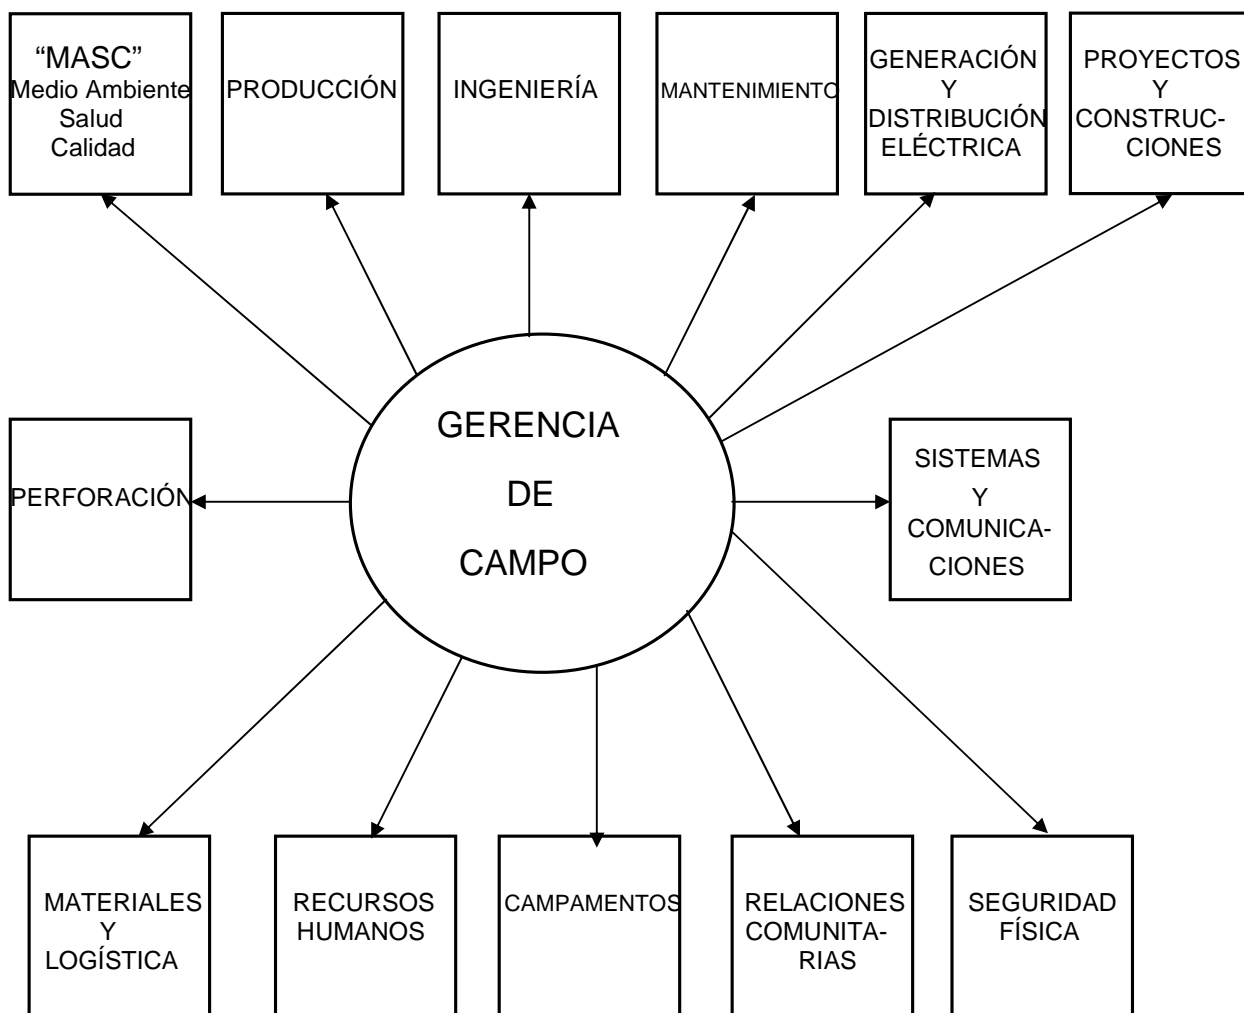 “MASC”
Medio Ambiente
Salud
Calidad
PRODUCCIÓN
INGENIERÍA
MANTENIMIENTO
GENERACIÓN
Y
DISTRIBUCIÓN
ELÉCTRICA
PROYECTOS
Y
CONSTRUC-
CIONES
GERENCIA
DE
CAMPO
PERFORACIÓN
SISTEMAS
Y
COMUNICA-
CIONES
MATERIALES
Y
LOGÍSTICA
RECURSOS
HUMANOS
CAMPAMENTOS
RELACIONES
COMUNITA-
RIAS
SEGURIDAD
FÍSICA